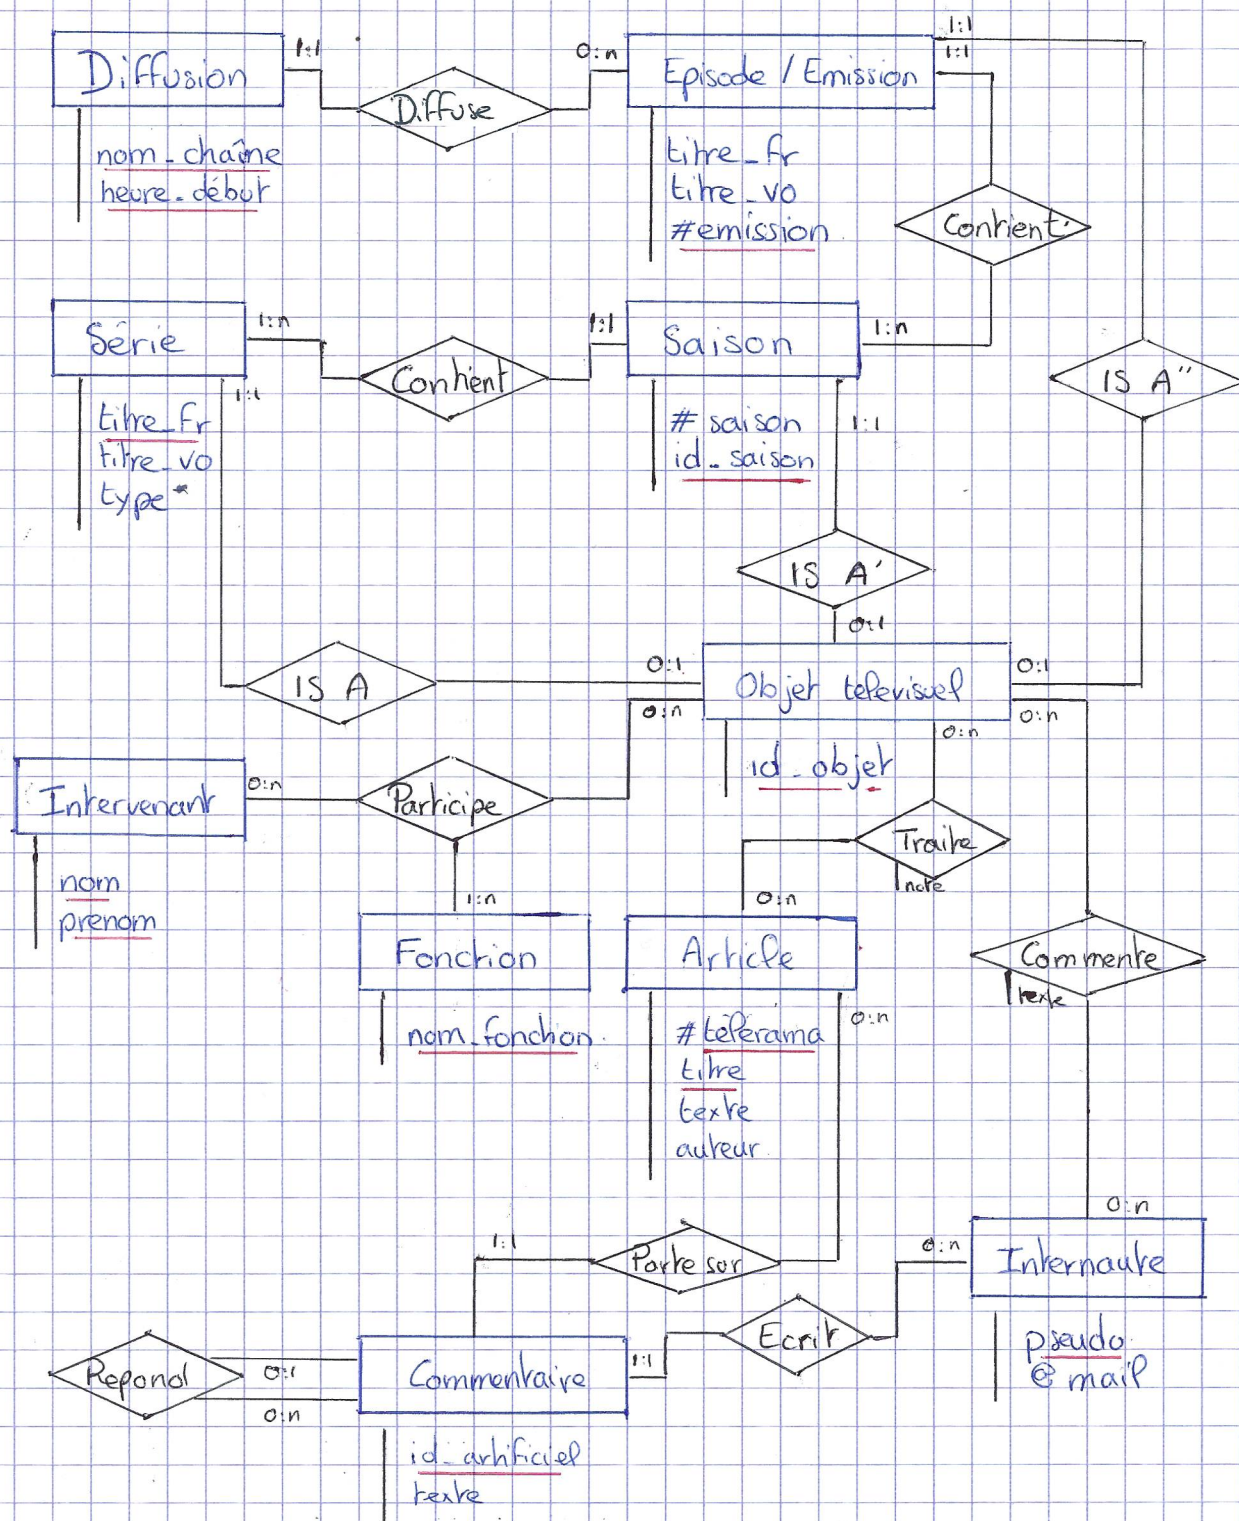 1:1
1:1
0:n
1:1
Diffusion
Diffuse
Episode / Emission
nom_chaîne
heure_début
titre_fr
titre_vo
#emission
Contient'
Série
1:n
Contient
1:1
Saison
1:n
IS A''
1:1
titre_fr
titre_vo
type*
# saison
id_saison
1:1
IS A'
0:1
IS A
0:1
0:n
Objet télévisuel
0:1
0:n
0:n
id_objet
Intervenant
0:n
Participe
Traite
note
nom
prenom
1:n
0:n
Fonction
Article
Commente
texte
nom_fonction
#télérama
titre
texte
auteur
0:n
0:n
1:1
Porte sur
0:n
Internaute
Ecrit
Repond
0:1
0:n
Commentaire
1:1
pseudo
@mail
id_artificiel
texte